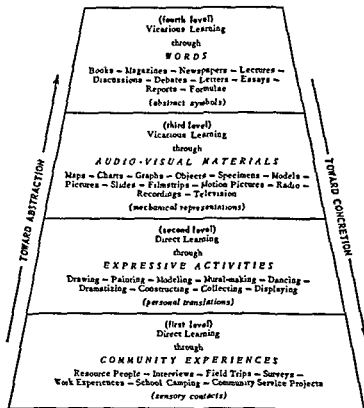 (fourth level)
Vicarious Learning
through
WORDS
Books – Magazines – Newspapers – Lectures –
Discussions – Debates – Letters – Essays –
Reports – Formulae
(abstract symbols)
(third level)
Vicarious Learning
through
AUDIO-VISUAL MATERIALS
Maps – Charts – Graphs – Objects – Specimens – Models –
Pictures – Slides – Filmstrips – Motion Pictures – Radio –
Recordings – Television
(mechanical representations)
(second level)
Direct Learning
through
EXPRESSIVE ACTIVITIES
Drawing – Painting – Modeling – Mural-making – Dancing –
Dramatizing – Constructing – Collecting – Displaying
(personal translations)
(first level)
Direct Learning
through
COMMUNITY EXPERIENCES
Resource People – Interviews – Field Trips – Surveys –
Work Experiences – School Camping – Community Service Projects
(sensory contacts)
TOWARD ABSTRACTION
TOWARD CONCRETION